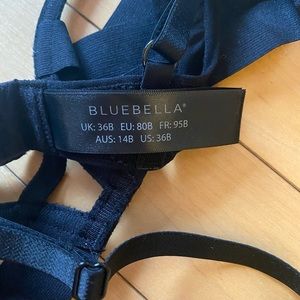 BLUEBELLA®
UK: 36B EU: 80B FR: 95B
AUS: 14B US: 36B